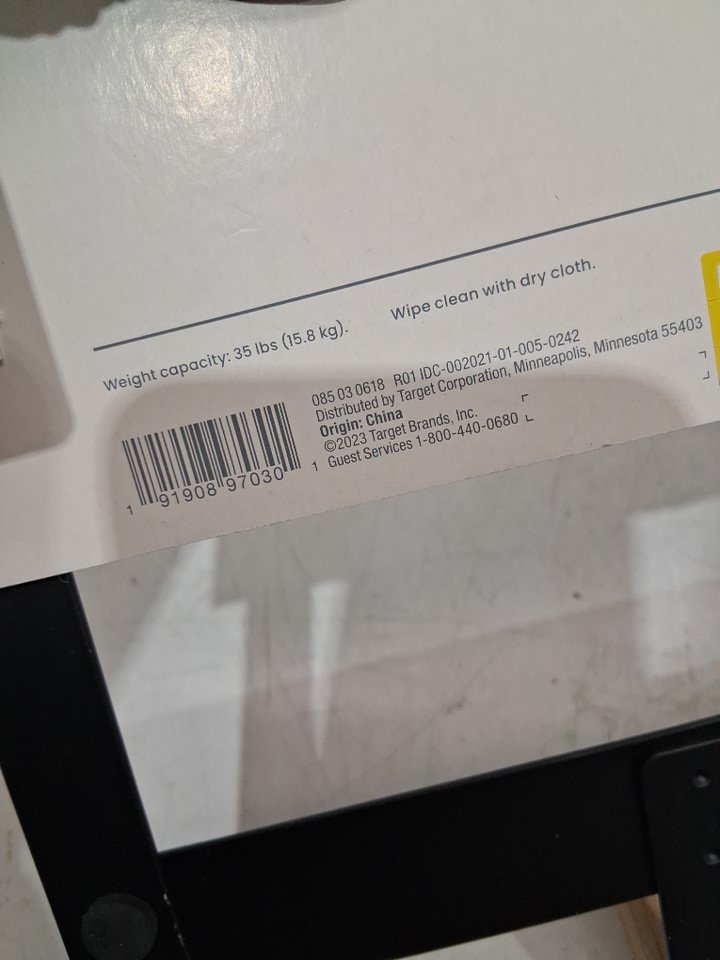 Weight capacity: 35 lbs (15.8 kg). Wipe clean with dry cloth.
085 03 0618 R01 IDC-002021-01-005-0242
Distributed by Target Corporation, Minneapolis, Minnesota 55403
Origin: China
©2023 Target Brands, Inc.
Guest Services 1-800-440-0680
1 91908 97030 1